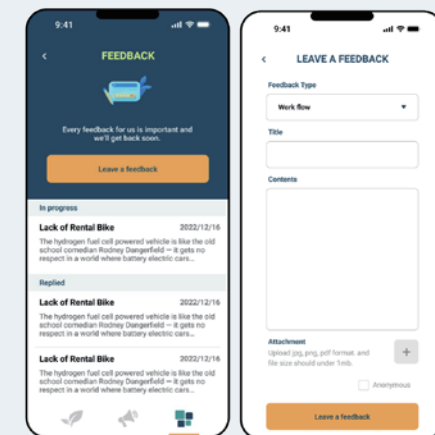 9:41
FEEDBACK
Every feedback for us is important and
we'll get back soon.
Leave a feedback
In progress
Lack of Rental Bike 2022/12/16
The hydrogen fuel cell powered vehicle is like the old
school comedian Rodney Dangerfield — it gets no
respect in a world where battery electric cars...
Replied
Lack of Rental Bike 2022/12/16
The hydrogen fuel cell powered vehicle is like the old
school comedian Rodney Dangerfield — it gets no
respect in a world where battery electric cars...
Lack of Rental Bike 2022/12/16
The hydrogen fuel cell powered vehicle is like the old
school comedian Rodney Dangerfield — it gets no
respect in a world where battery electric cars...
9:41
LEAVE A FEEDBACK
Feedback Type
Work flow
Title
Contents
Attachment
Upload jpg, png, pdf format. and
file size should under 1mb.
Anonymous
Leave a feedback